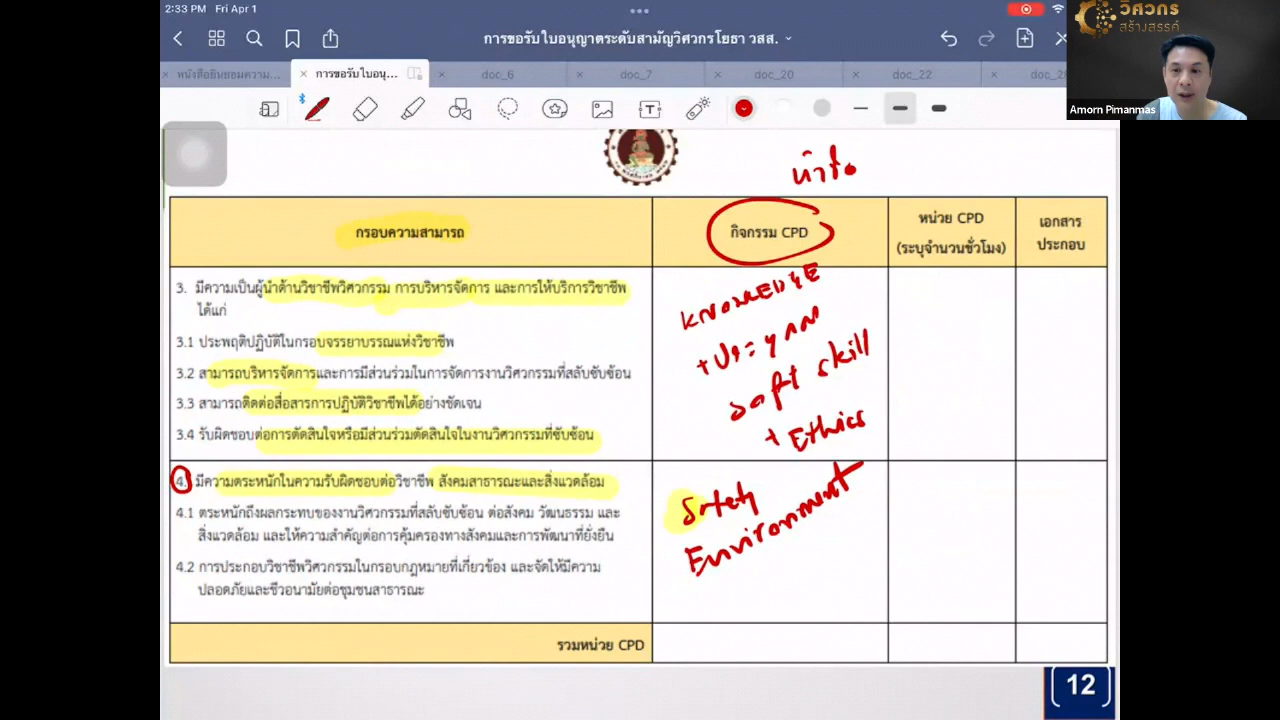 2:33 PM Fri Apr 1
วิศวกร
สร้างสรรค์
การขอรับใบอนุญาตระดับสามัญวิศวกรโยธา วสส.
Amorn Pimanmas
หนังสือยินยอมความ...
การขอรับใบอนุ...
doc_6
doc_7
doc_20
doc_22
กรอบความสามารถ
กิจกรรม CPD
หน่วย CPD
(ระบุจำนวนชั่วโมง)
เอกสาร
ประกอบ
3. มีความเป็นผู้นำด้านวิชาชีพวิศวกรรม การบริหารจัดการ และการให้บริการวิชาชีพ
ได้แก่
3.1 ประพฤติปฏิบัติในกรอบจรรยาบรรณแห่งวิชาชีพ
3.2 สามารถบริหารจัดการและการมีส่วนร่วมในการจัดการงานวิศวกรรมที่สลับซับซ้อน
3.3 สามารถติดต่อสื่อสารการปฏิบัติวิชาชีพได้อย่างชัดเจน
3.4 รับผิดชอบต่อการตัดสินใจหรือมีส่วนร่วมตัดสินใจในงานวิศวกรรมที่ซับซ้อน
KNOWLEDGE
soft skill
+ Ethics
4. มีความตระหนักในความรับผิดชอบต่อวิชาชีพ สังคมสาธารณะและสิ่งแวดล้อม
4.1 ตระหนักถึงผลกระทบของงานวิศวกรรมที่สลับซับซ้อน ต่อสังคม วัฒนธรรม และ
สิ่งแวดล้อม และให้ความสำคัญต่อการคุ้มครองทางสังคมและการพัฒนาที่ยั่งยืน
4.2 การประกอบวิชาชีพวิศวกรรมในกรอบกฎหมายที่เกี่ยวข้อง และจัดให้มีความ
ปลอดภัยและชีวอนามัยต่อชุมชนสาธารณะ
Safety
Environment
รวมหน่วย CPD
12